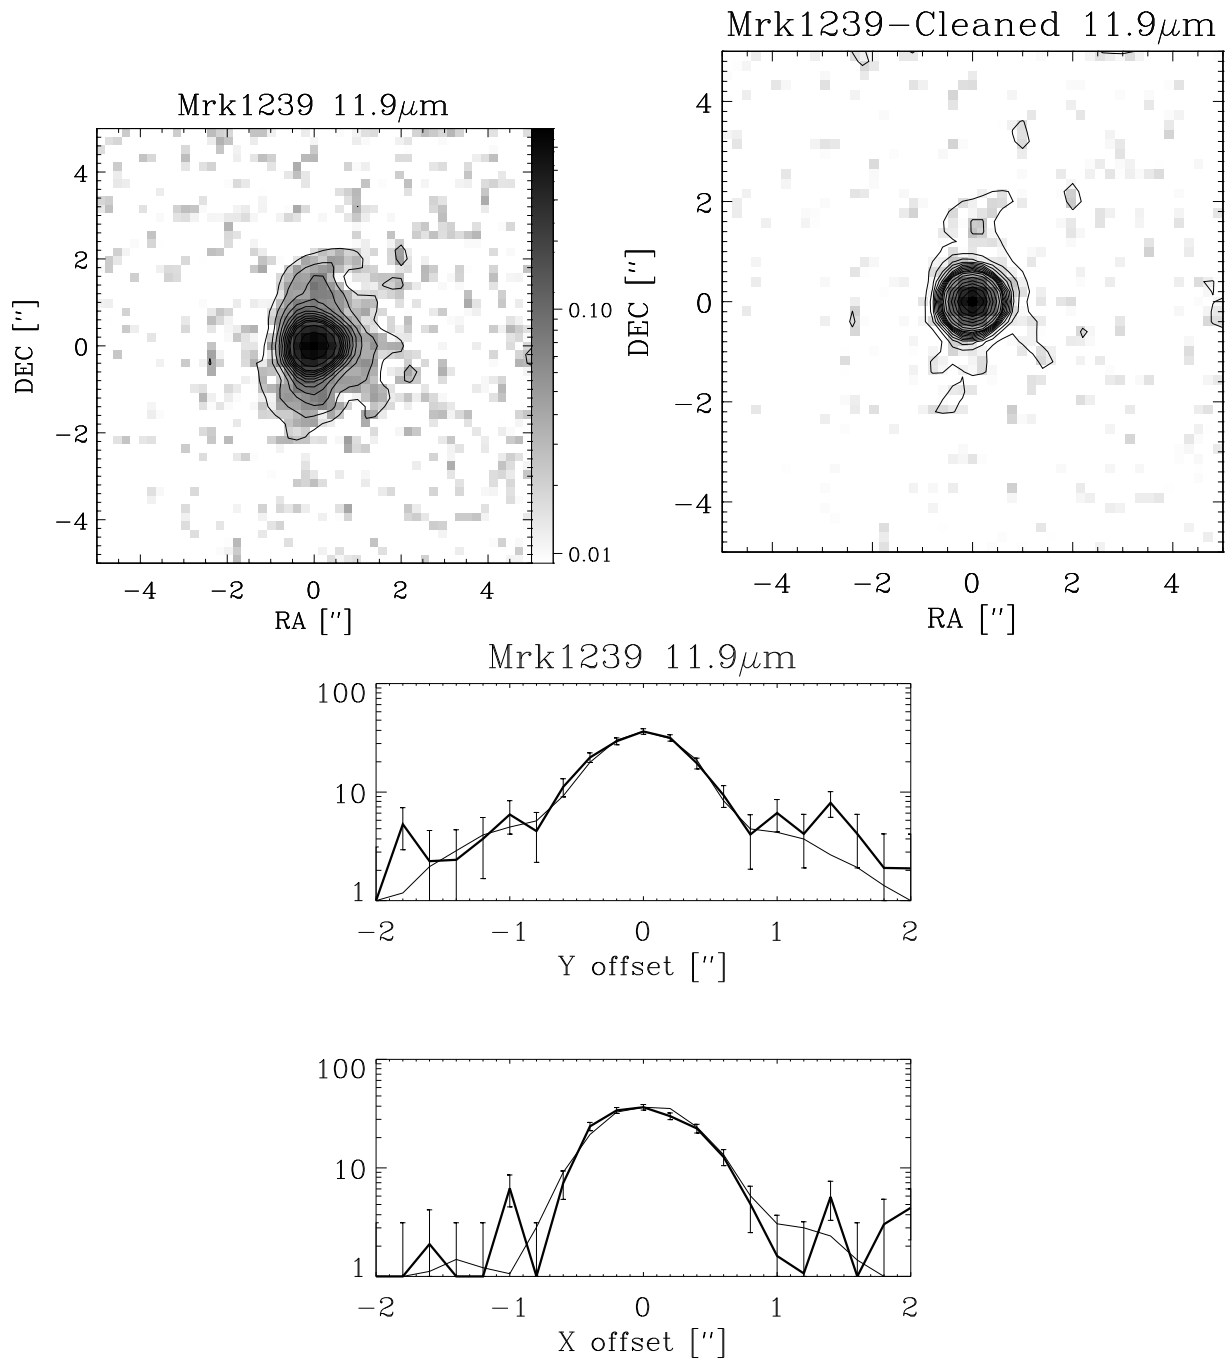 Mrk1239 11.9μm
4
2
0
−2
−4
DEC ["]
−4 −2 0 2 4
RA ["]
0.10
0.01
Mrk1239−Cleaned 11.9μm
4
2
0
−2
−4
DEC ["]
−4 −2 0 2 4
RA ["]
Mrk1239 11.9μm
100
10
1
−2 −1 0 1 2
Y offset ["]
100
10
1
−2 −1 0 1 2
X offset ["]